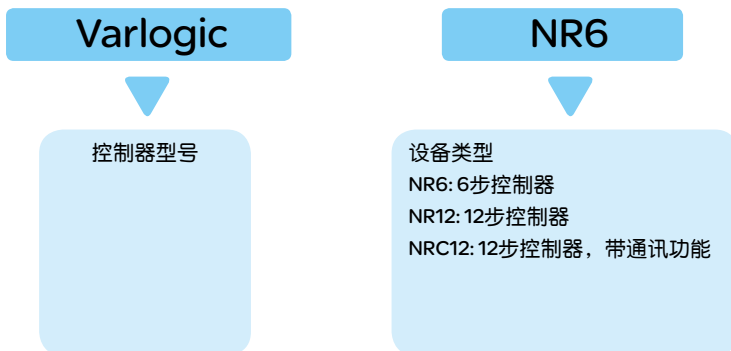 Varlogic
NR6
控制器型号
设备类型
NR6: 6步控制器
NR12: 12步控制器
NRC12: 12步控制器，带通讯功能